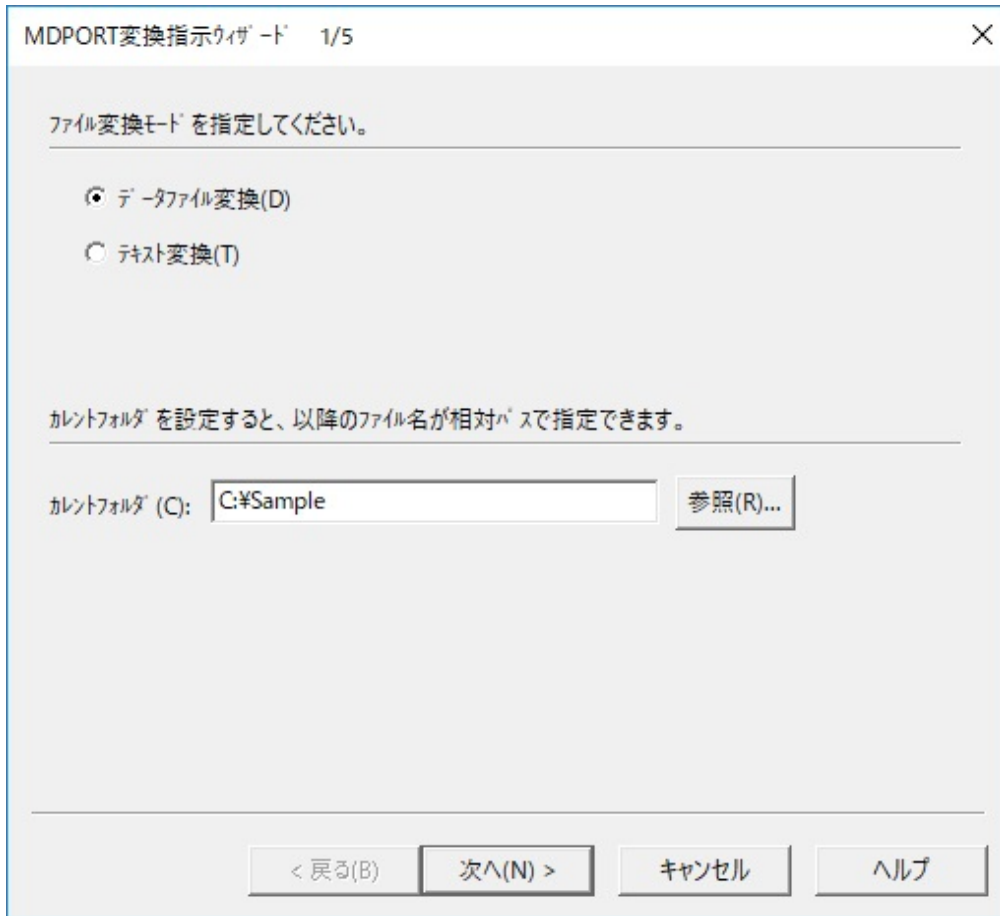 MDPORT変換指示ｳｨｻﾞｰﾄﾞ 1/5
ﾌｧｲﾙ変換ﾓｰﾄﾞを指定してください。
ﾃﾞｰﾀﾌｧｲﾙ変換(D)
ﾃｷｽﾄ変換(T)
ｶﾚﾝﾄﾌｫﾙﾀﾞを設定すると、以降のﾌｧｲﾙ名が相対ﾊﾟｽで指定できます。
ｶﾚﾝﾄﾌｫﾙﾀﾞ(C): C:¥Sample 参照(R)...
< 戻る(B) 次へ(N) > キャンセル ヘルプ